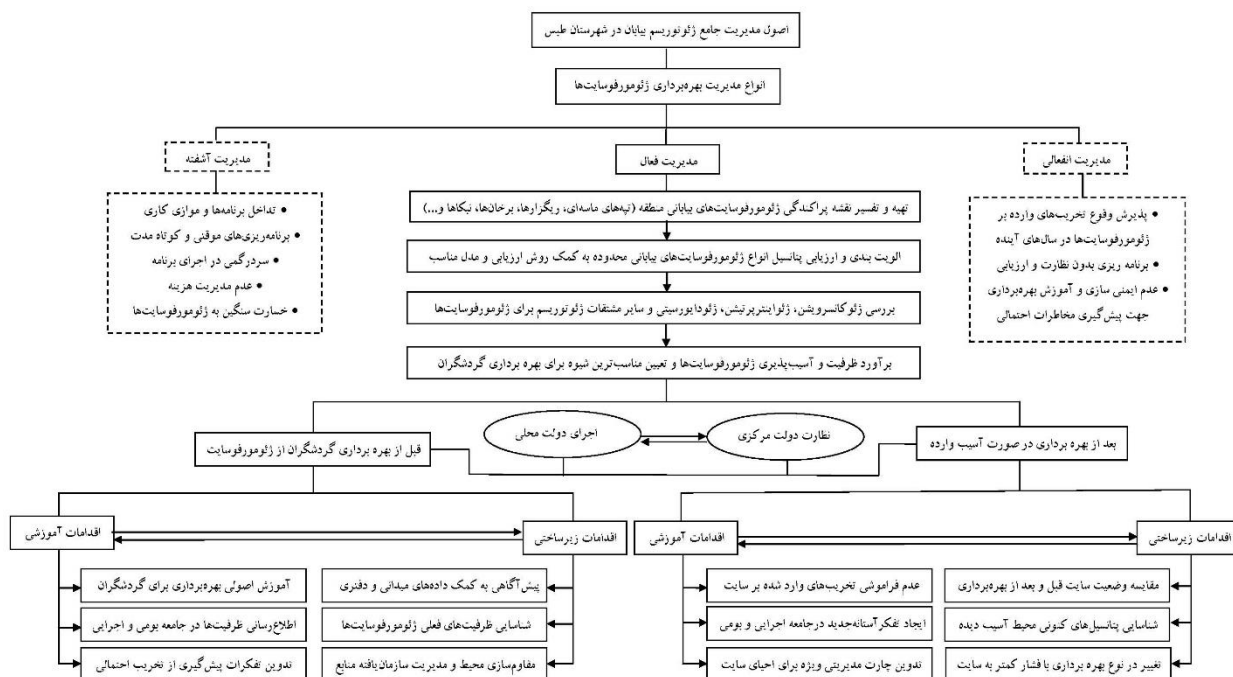 اصول مدیریت جامع ژئوتوریسم بیابان در شهرستان طبس
انواع مدیریت بهره‌برداری ژئومورفوسایت‌ها
مدیریت انفعالی
مدیریت فعال
مدیریت آشفته
● پذیرش وقوع تخریب‌های وارده بر
ژئومورفوسایت‌ها در سال‌های آینده
● برنامه ریزی بدون نظارت و ارزیابی
● عدم ایمنی سازی و آموزش بهره‌برداری
جهت پیش‌گیری مخاطرات احتمالی
تهیه و تفسیر نقشه پراکندگی ژئومورفوسایت‌های بیابانی منطقه (تپه‌های ماسه‌ای، ریگزارها، برخان‌ها، نبکاها و...)
الویت بندی و ارزیابی پتانسیل انواع ژئومورفوسایت‌های بیابانی محدوده به کمک روش ارزیابی و مدل مناسب
بررسی ژئوکانسرویشن، ژئواینترپرتیشن، ژئودایورسیتی و سایر مشتقات ژئوتوریسم برای ژئومورفوسایت‌ها
برآورد ظرفیت و آسیب‌پذیری ژئومورفوسایت‌ها و تعیین مناسب‌ترین شیوه برای بهره برداری گردشگران
● تداخل برنامه‌ها و موازی کاری
● برنامه‌ریزی‌های موقتی و کوتاه مدت
● سردرگمی در اجرای برنامه
● عدم مدیریت هزینه
● خسارت سنگین به ژئومورفوسایت‌ها
بعد از بهره برداری در صورت آسیب وارده
نظارت دولت مرکزی
اجرای دولت محلی
قبل از بهره برداری گردشگران از ژئومورفوسایت
اقدامات زیرساختی
اقدامات آموزشی
اقدامات زیرساختی
اقدامات آموزشی
مقایسه وضعیت سایت قبل و بعد از بهره‌برداری
شناسایی پتانسیل‌های کنونی محیط آسیب دیده
تغییر در نوع بهره برداری با فشار کمتر به سایت
عدم فراموشی تخریب‌های وارد شده بر سایت
ایجاد تفکرآستانه‌جدید درجامعه اجرایی و بومی
تدوین چارت مدیریتی ویژه برای احیای سایت
پیش‌آگاهی به کمک داده‌های میدانی و دفتری
شناسایی ظرفیت‌های فعلی ژئومورفوسایت‌ها
مقاوم‌سازی محیط و مدیریت سازمان‌یافته منابع
آموزش اصولی بهره‌برداری برای گردشگران
اطلاع‌رسانی ظرفیت‌ها در جامعه بومی و اجرایی
تدوین تفکرات پیش‌گیری از تخریب احتمالی